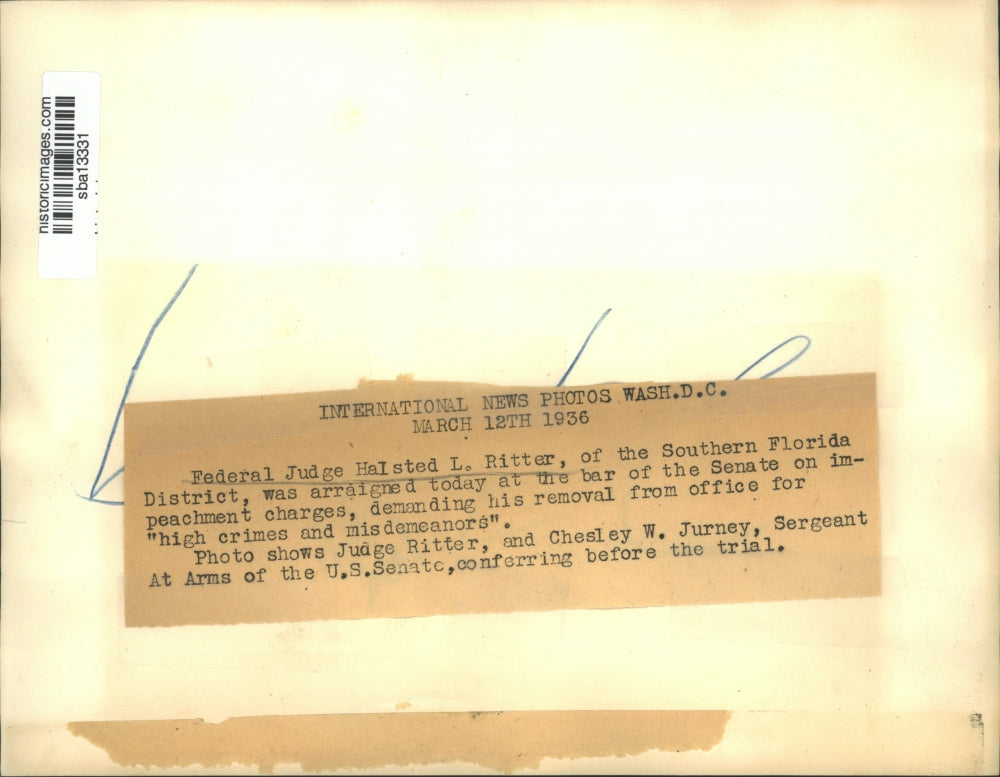 historicimages.com
sba13331
INTERNATIONAL NEWS PHOTOS WASH.D.C.
MARCH 12TH 1936
Federal Judge Halsted L. Ritter, of the Southern Florida
District, was arraigned today at the bar of the Senate on im-
peachment charges, demanding his removal from office for
"high crimes and misdemeanors".
Photo shows Judge Ritter, and Chesley W. Jurney, Sergeant
At Arms of the U.S.Senate,conferring before the trial.